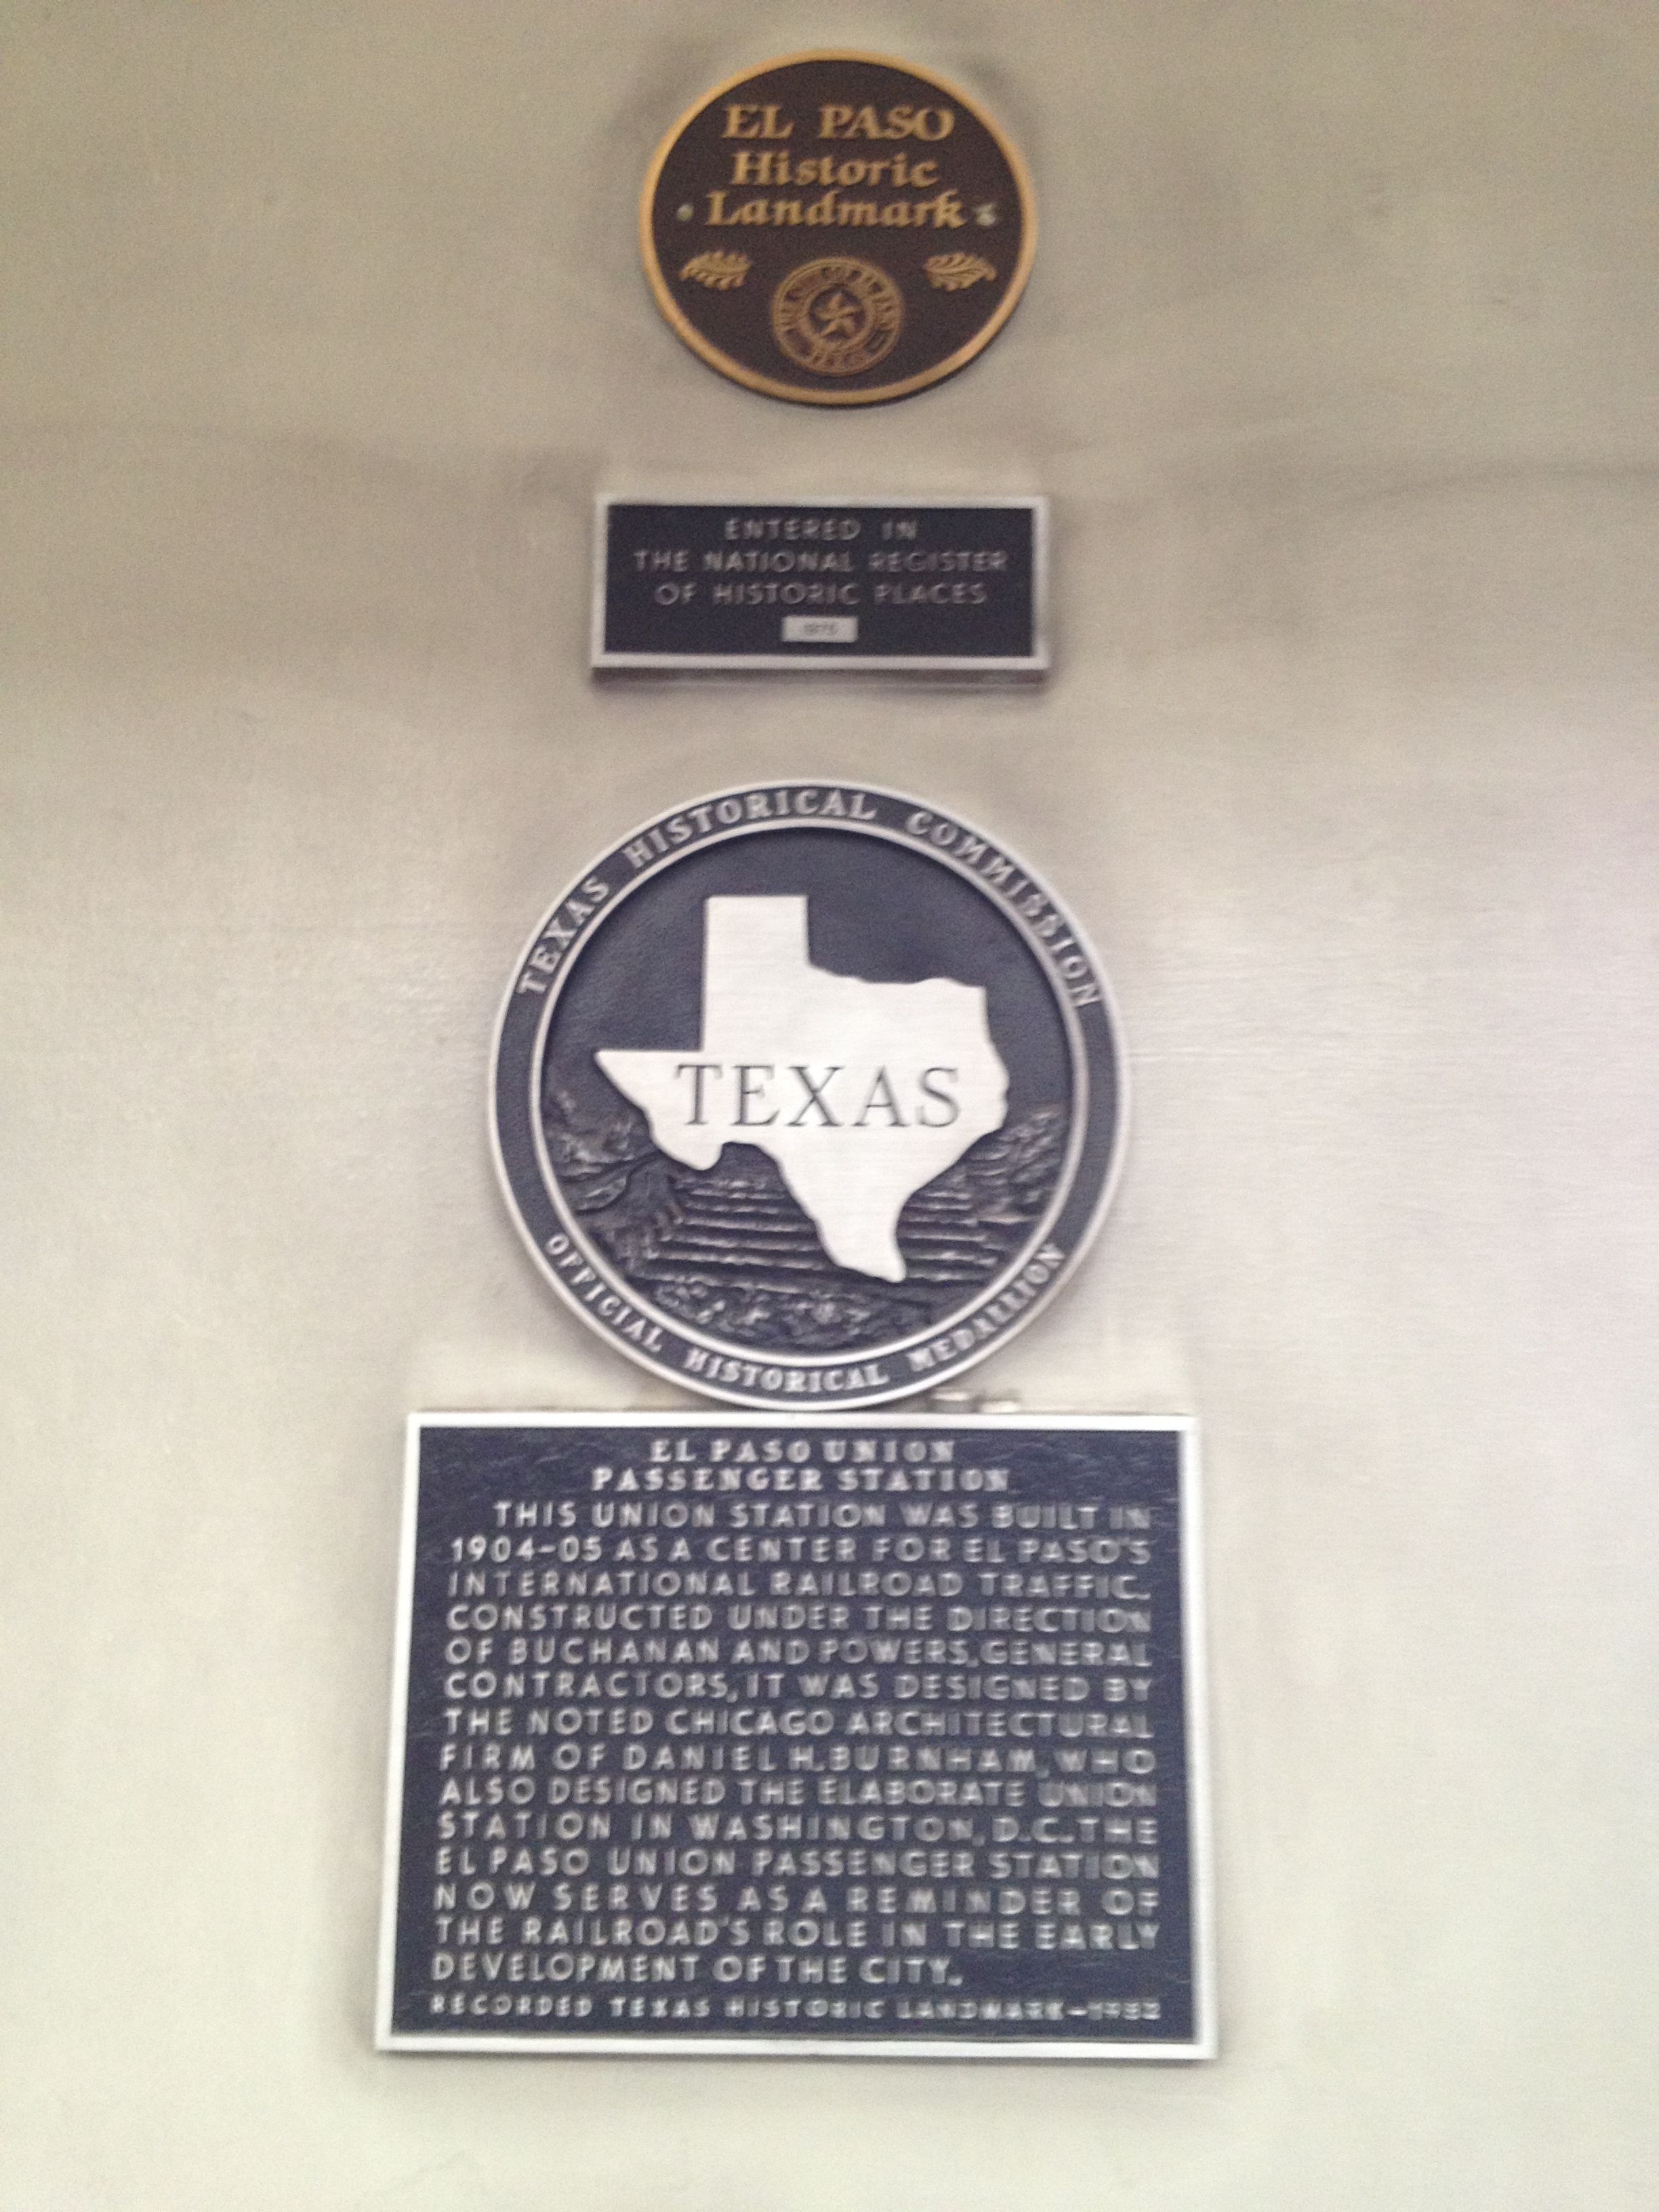 EL PASO
Historic
Landmark
ENTERED IN
THE NATIONAL REGISTER
OF HISTORIC PLACES
1975
TEXAS HISTORICAL COMMISSION
TEXAS
OFFICIAL HISTORICAL MEDALLION
EL PASO UNION
PASSENGER STATION
THIS UNION STATION WAS BUILT IN
1904-05 AS A CENTER FOR EL PASO'S
INTERNATIONAL RAILROAD TRAFFIC.
CONSTRUCTED UNDER THE DIRECTION
OF BUCHANAN AND POWERS, GENERAL
CONTRACTORS, IT WAS DESIGNED BY
THE NOTED CHICAGO ARCHITECTURAL
FIRM OF DANIEL H. BURNHAM, WHO
ALSO DESIGNED THE ELABORATE UNION
STATION IN WASHINGTON, D.C. THE
EL PASO UNION PASSENGER STATION
NOW SERVES AS A REMINDER OF
THE RAILROAD'S ROLE IN THE EARLY
DEVELOPMENT OF THE CITY.
RECORDED TEXAS HISTORIC LANDMARK-1982